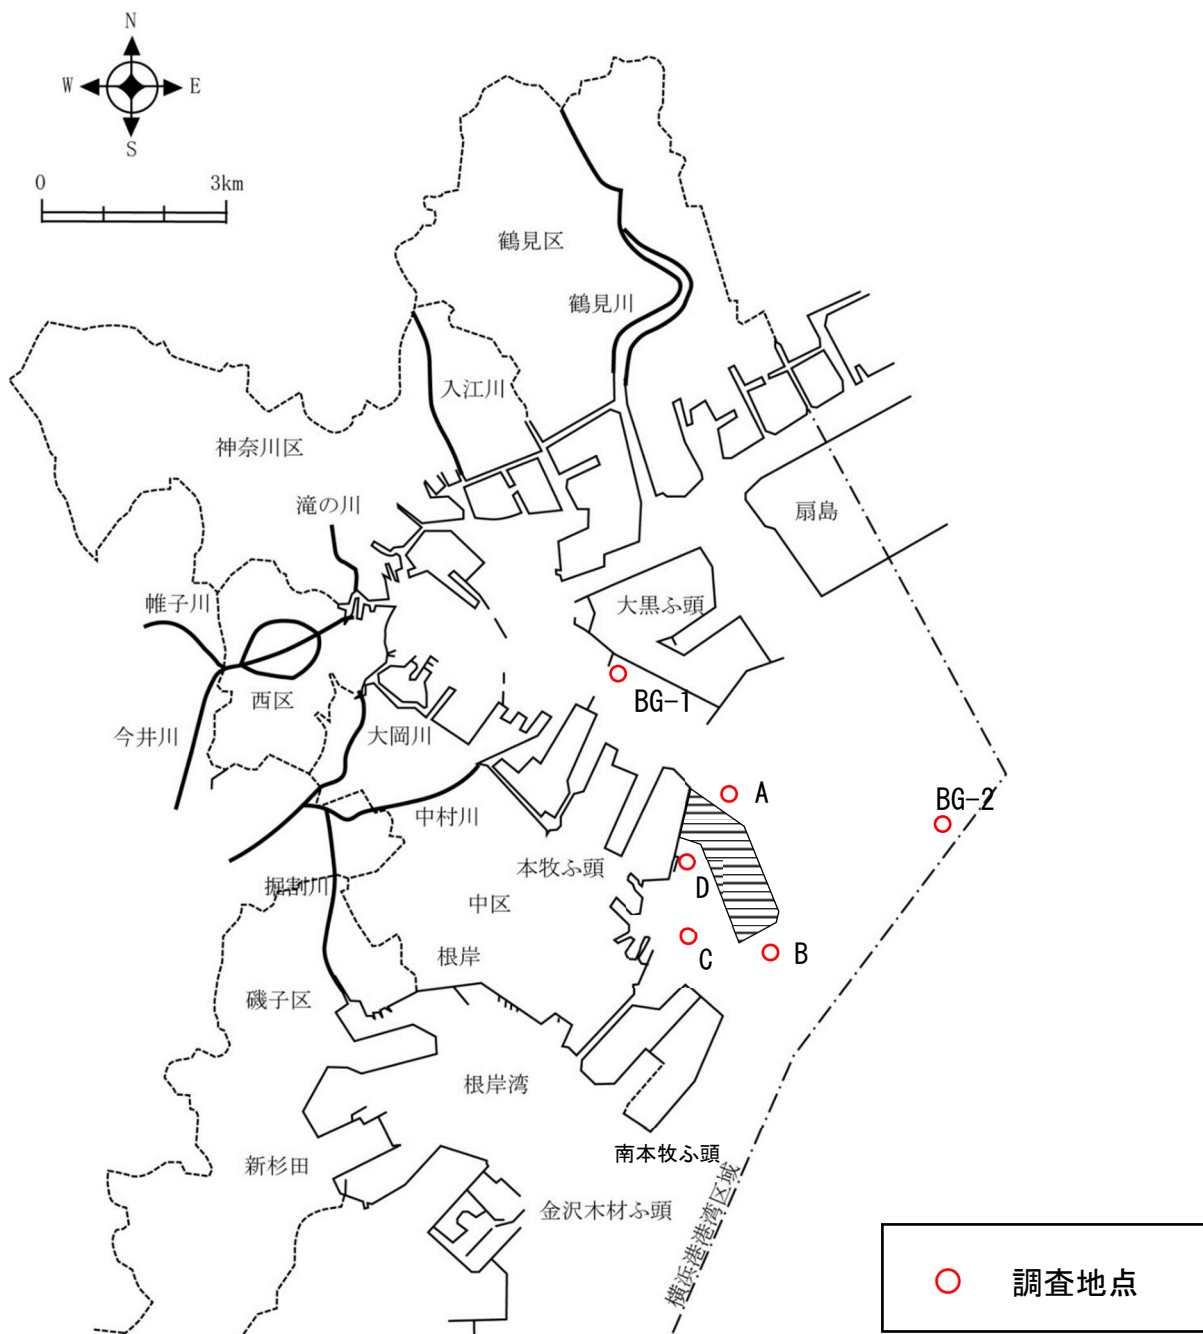 N
W
E
S
0
3km
鶴見区
鶴見川
入江川
神奈川区
滝の川
扇島
帷子川
大黒ふ頭
西区
BG-1
今井川
大岡川
A
BG-2
中村川
本牧ふ頭
掘割川
D
中区
C
B
根岸
磯子区
根岸湾
南本牧ふ頭
新杉田
金沢木材ふ頭
横浜港港湾区域
調査地点